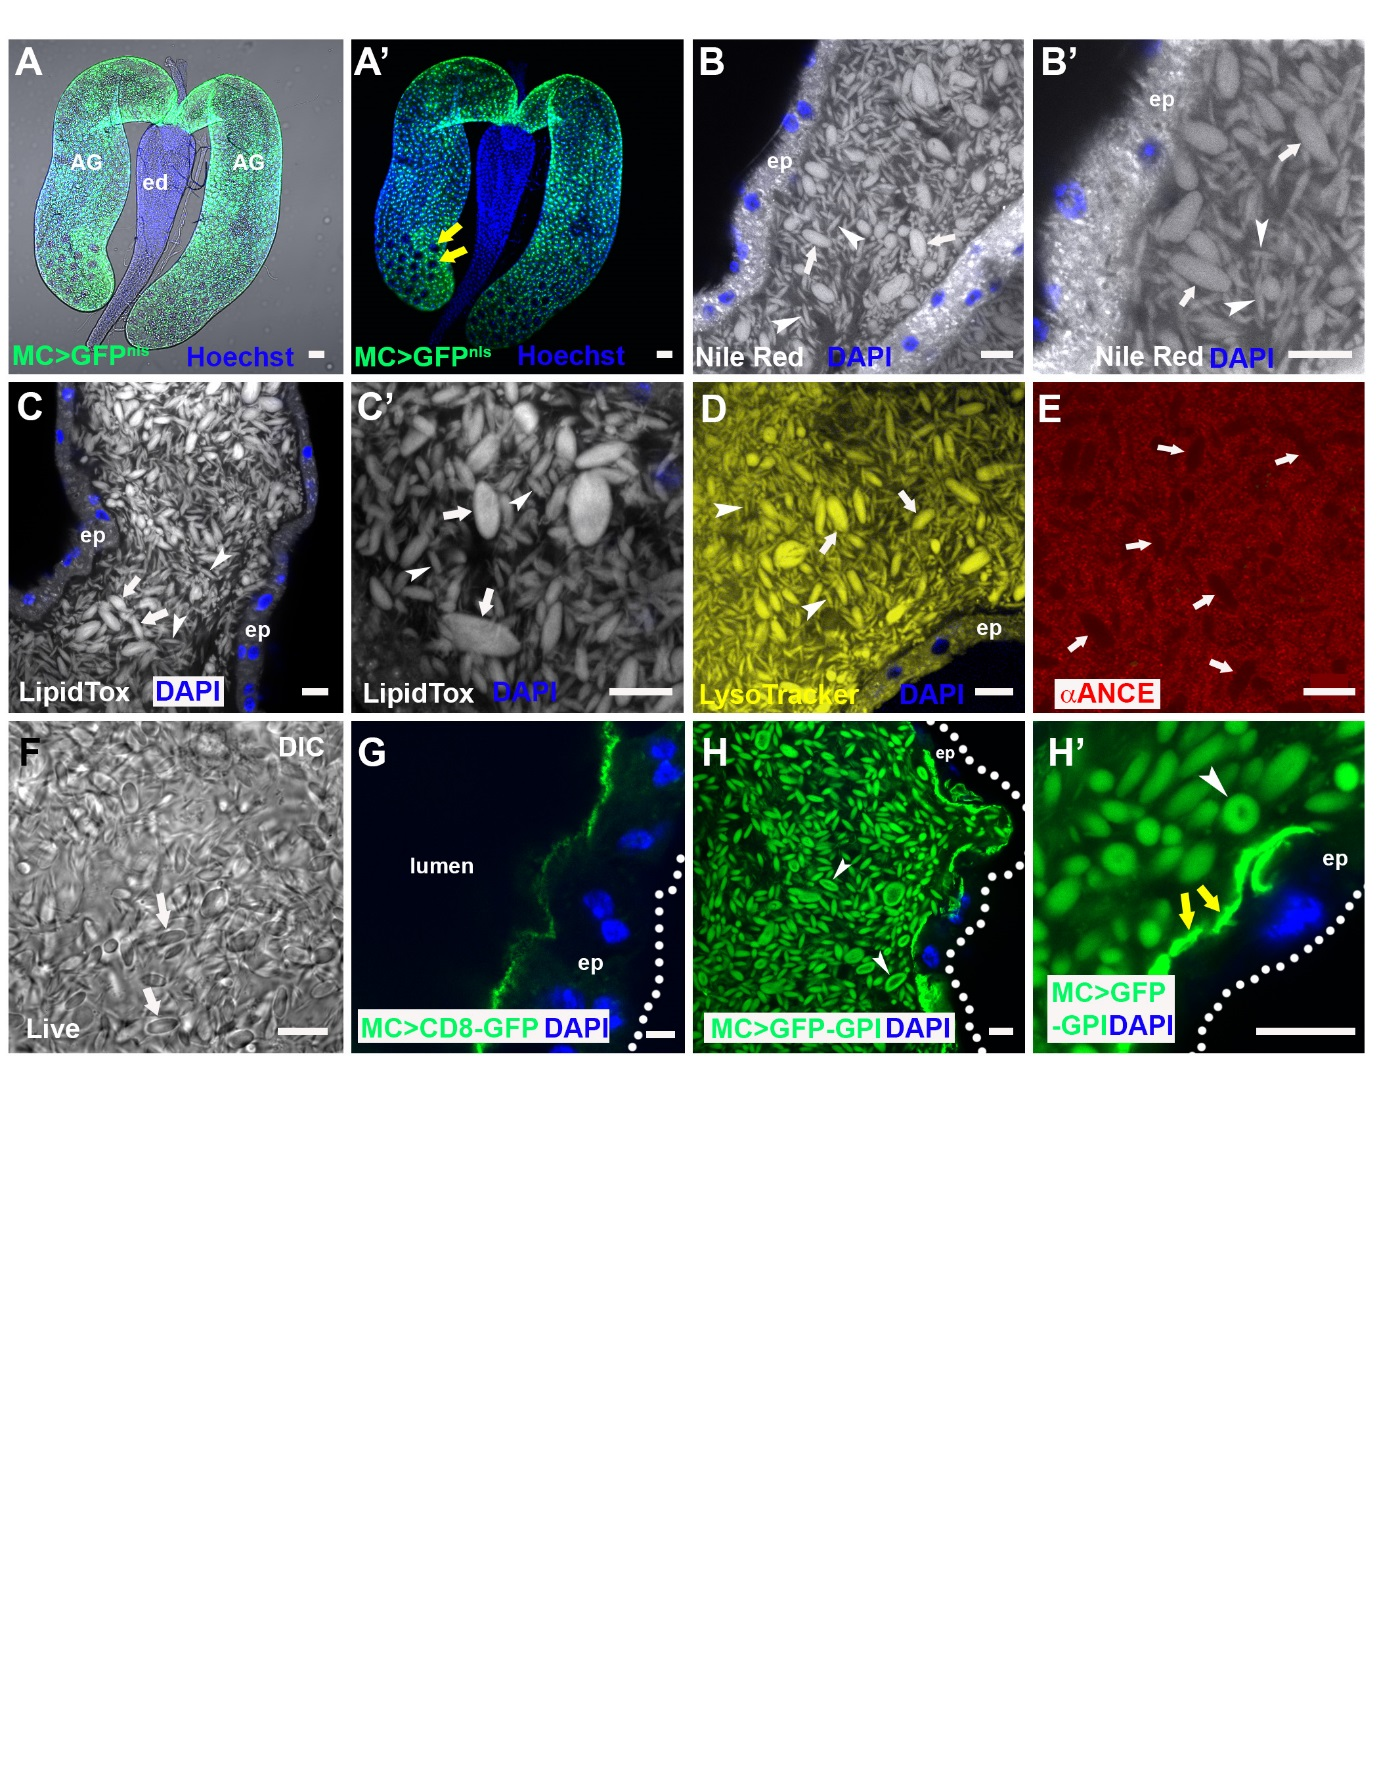 A
AG
AG
ed
MC>GFPnls Hoechst
A’
MC>GFPnls Hoechst
B
ep
Nile Red DAPI
B’
ep
Nile Red DAPI
C
ep
ep
LipidTox DAPI
C’
LipidTox DAPI
D
ep
LysoTracker DAPI
E
αANCE
F
DIC
Live
G
lumen
ep
MC>CD8-GFP DAPI
H
ep
MC>GFP-GPI DAPI
H’
ep
MC>GFP
-GPI DAPI